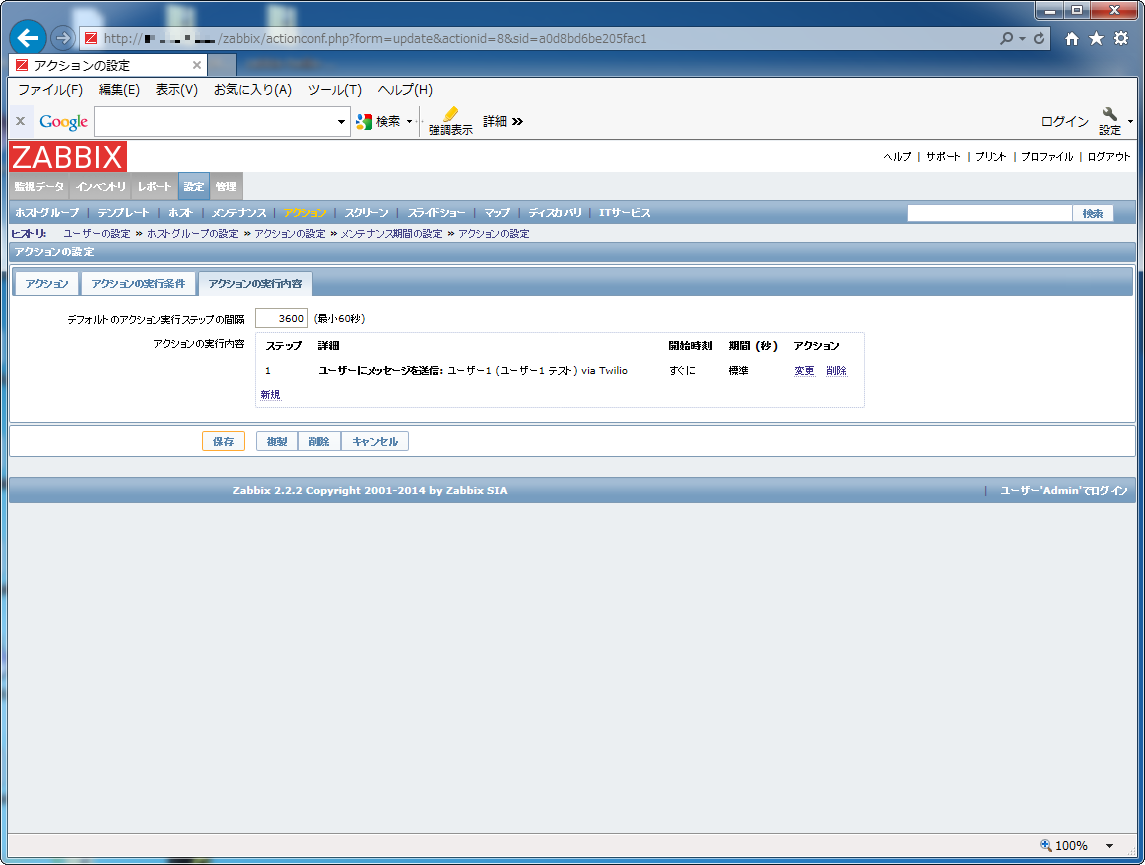 http:// /zabbix/actionconf.php?form=update&actionid=8&sid=a0d8bd6be205fac1
アクションの設定
ファイル(F) 編集(E) 表示(V) お気に入り(A) ツール(T) ヘルプ(H)
Google 検索 強調表示 詳細 » ログイン 設定
ZABBIX
ヘルプ | サポート | プリント | プロファイル | ログアウト
監視データ インベントリ レポート 設定 管理
ホストグループ | テンプレート | ホスト | メンテナンス | アクション | スクリーン | スライドショー | マップ | ディスカバリ | ITサービス 検索
ヒストリ: ユーザーの設定 » ホストグループの設定 » アクションの設定 » メンテナンス期間の設定 » アクションの設定
アクションの設定
アクション アクションの実行条件 アクションの実行内容
デフォルトのアクション実行ステップの間隔 3600 (最小60秒)
アクションの実行内容 ステップ 詳細 開始時刻 期間 (秒) アクション
1 ユーザーにメッセージを送信: ユーザー1 (ユーザー1 テスト) via Twilio すぐに 標準 変更 削除
新規
保存 複製 削除 キャンセル
Zabbix 2.2.2 Copyright 2001-2014 by Zabbix SIA | ユーザー'Admin'でログイン
100%